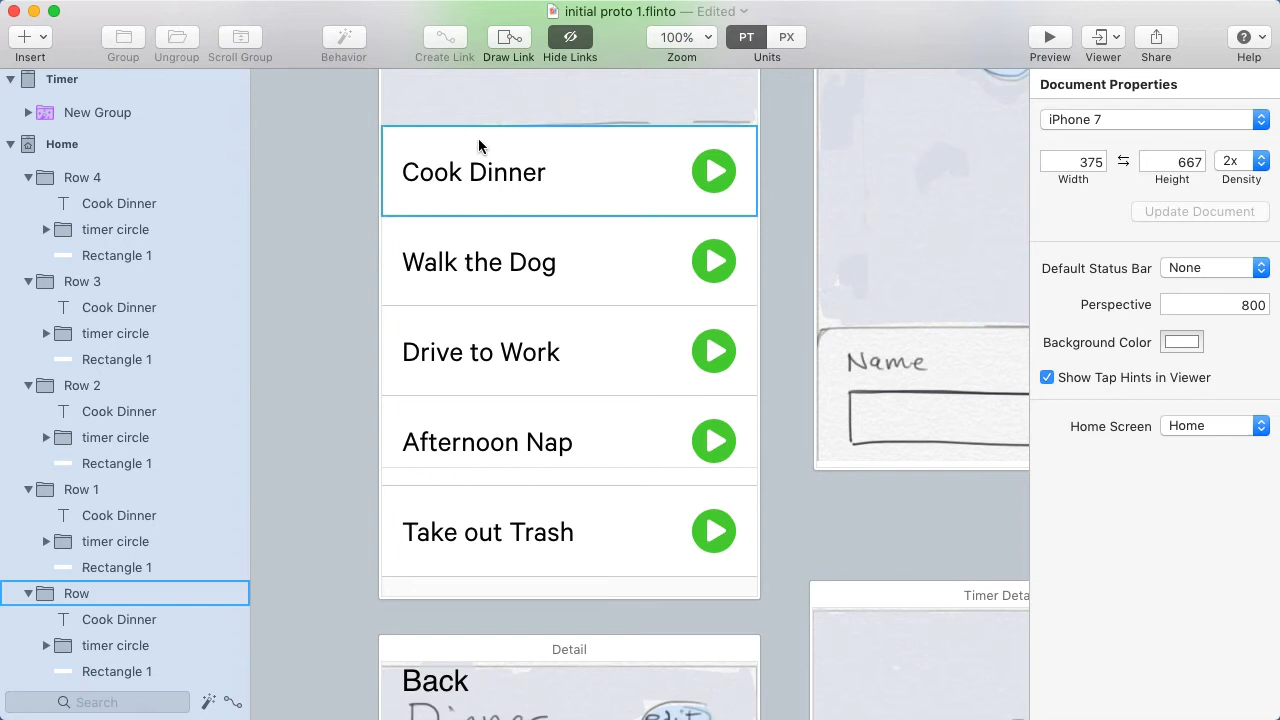 initial proto 1.flinto — Edited
Insert
Group
Ungroup
Scroll Group
Behavior
Create Link
Draw Link
Hide Links
100%
Zoom
PT
PX
Units
Preview
Viewer
Share
Help
Timer
New Group
Home
Row 4
Cook Dinner
timer circle
Rectangle 1
Row 3
Cook Dinner
timer circle
Rectangle 1
Row 2
Cook Dinner
timer circle
Rectangle 1
Row 1
Cook Dinner
timer circle
Rectangle 1
Row
Cook Dinner
timer circle
Rectangle 1
Search
Cook Dinner
Walk the Dog
Drive to Work
Afternoon Nap
Take out Trash
Detail
Back
Dinner
edit
Name
Timer Deta
Document Properties
iPhone 7
375
667
2x
Width
Height
Density
Update Document
Default Status Bar
None
Perspective
800
Background Color
Show Tap Hints in Viewer
Home Screen
Home